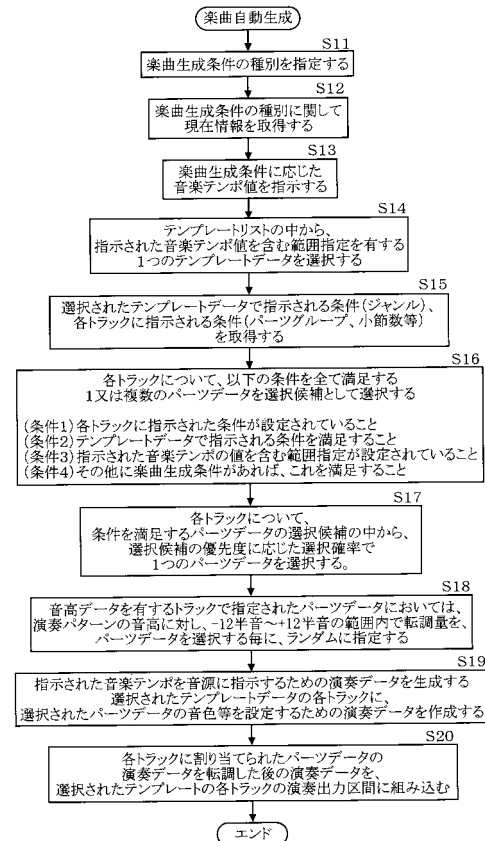 楽曲自動生成
S11
楽曲生成条件の種別を指定する
S12
楽曲生成条件の種別に関して
現在情報を取得する
S13
楽曲生成条件に応じた
音楽テンポ値を指示する
S14
テンプレートリストの中から、
指示された音楽テンポ値を含む範囲指定を有する
1つのテンプレートデータを選択する
S15
選択されたテンプレートデータで指示される条件(ジャンル)、
各トラックに指示される条件(パーツグループ、小節数等)
を取得する
S16
各トラックについて、以下の条件を全て満足する
1又は複数のパーツデータを選択候補として選択する
(条件1)各トラックに指示された条件が設定されていること
(条件2)テンプレートデータで指示される条件を満足すること
(条件3)指示された音楽テンポの値を含む範囲指定が設定されていること
(条件4)その他に楽曲生成条件があれば、これを満足すること
S17
各トラックについて、
条件を満足するパーツデータの選択候補の中から、
選択候補の優先度に応じた選択確率で
1つのパーツデータを選択する。
S18
音高データを有するトラックで指定されたパーツデータにおいては、
演奏パターンの音高に対し、-12半音～+12半音の範囲内で転調量を、
パーツデータを選択する毎に、ランダムに指定する
S19
指示された音楽テンポを音源に指示するための演奏データを生成する
選択されたテンプレートデータの各トラックに、
選択されたパーツデータの音色等を設定するための演奏データを作成する
S20
各トラックに割り当てられたパーツデータの
演奏データを転調した後の演奏データを、
選択されたテンプレートの各トラックの演奏出力区間に組み込む
エンド